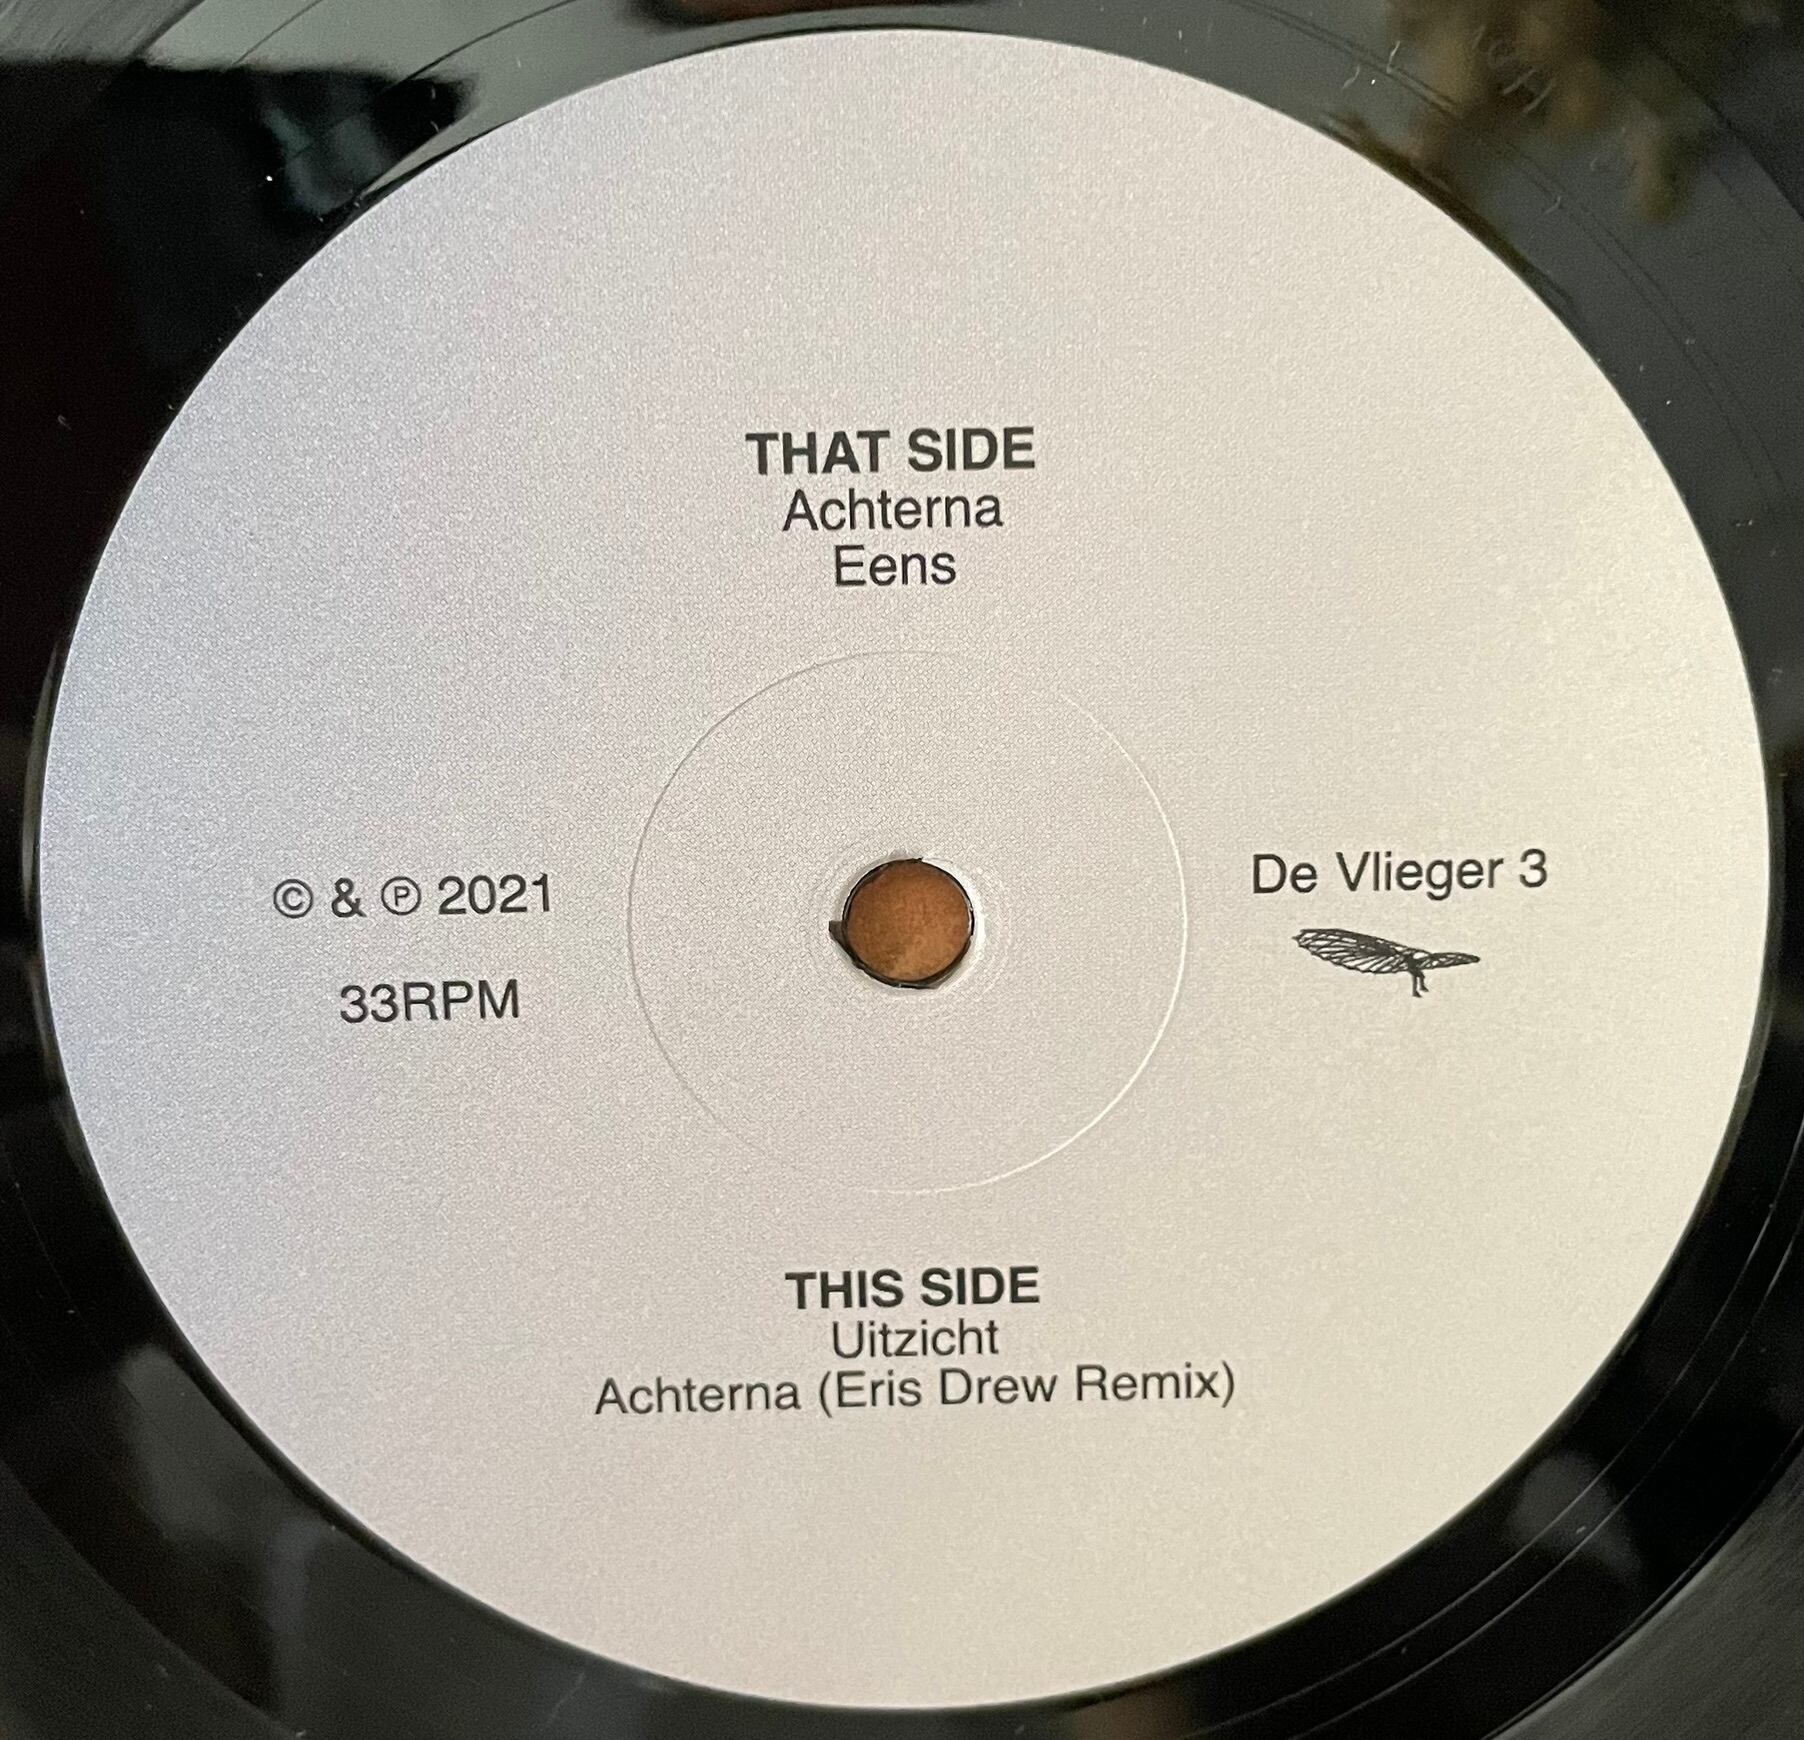 THAT SIDE
Achterna
Eens
© & ℗ 2021
33RPM
De Vlieger 3
THIS SIDE
Uitzicht
Achterna (Eris Drew Remix)